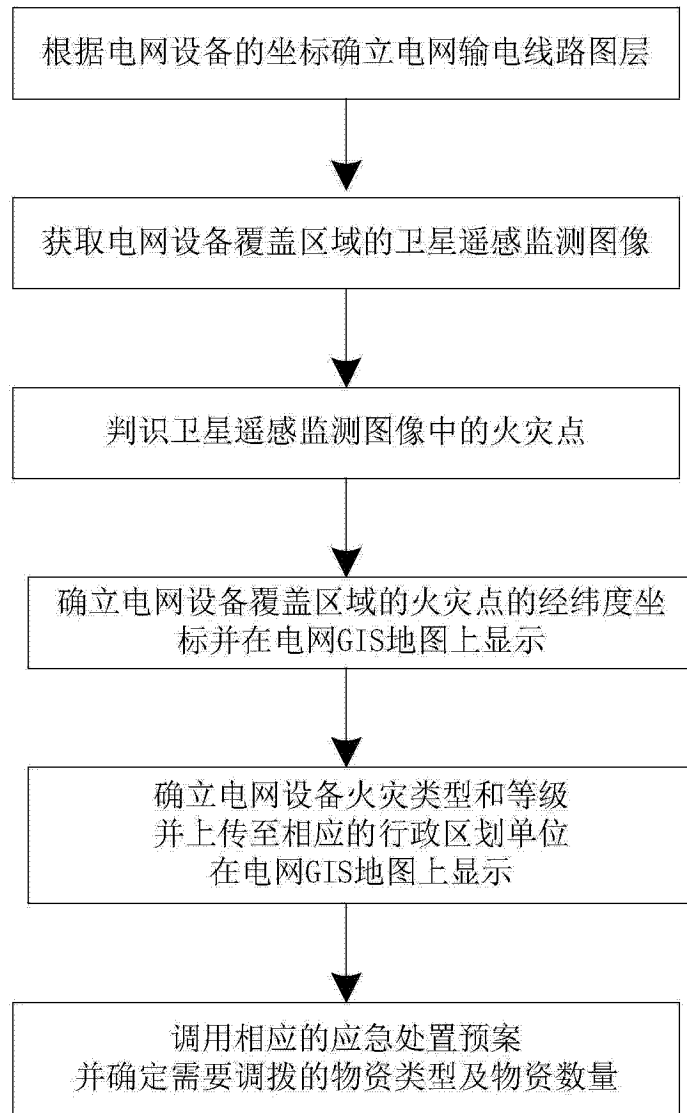 根据电网设备的坐标确立电网输电线路图层
获取电网设备覆盖区域的卫星遥感监测图像
判识卫星遥感监测图像中的火灾点
确立电网设备覆盖区域的火灾点的经纬度坐
标并在电网GIS地图上显示
确立电网设备火灾类型和等级
并上传至相应的行政区划单位
在电网GIS地图上显示
调用相应的应急处置预案
并确定需要调拨的物资类型及物资数量